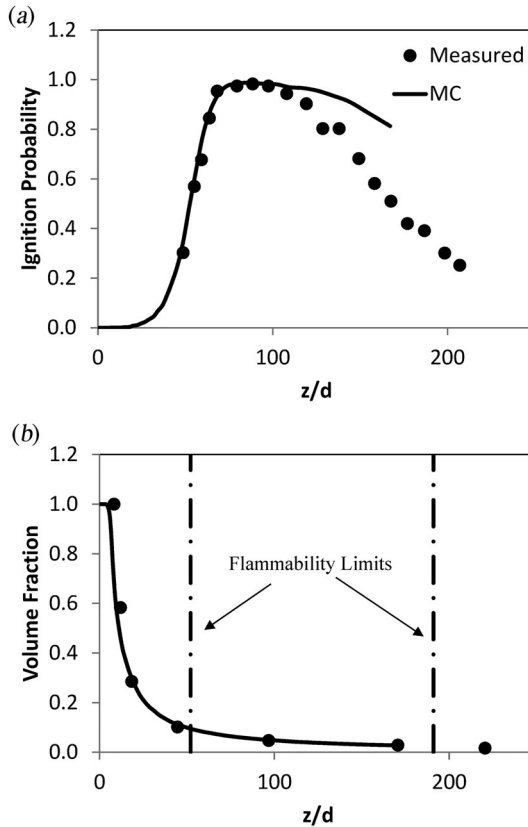 (a)
1.2
1.0
0.8
0.6
0.4
0.2
0.0
Ignition Probability
Measured
MC
0
100
200
z/d
(b)
1.2
1.0
0.8
0.6
0.4
0.2
0.0
Volume Fraction
Flammability Limits
0
100
200
z/d